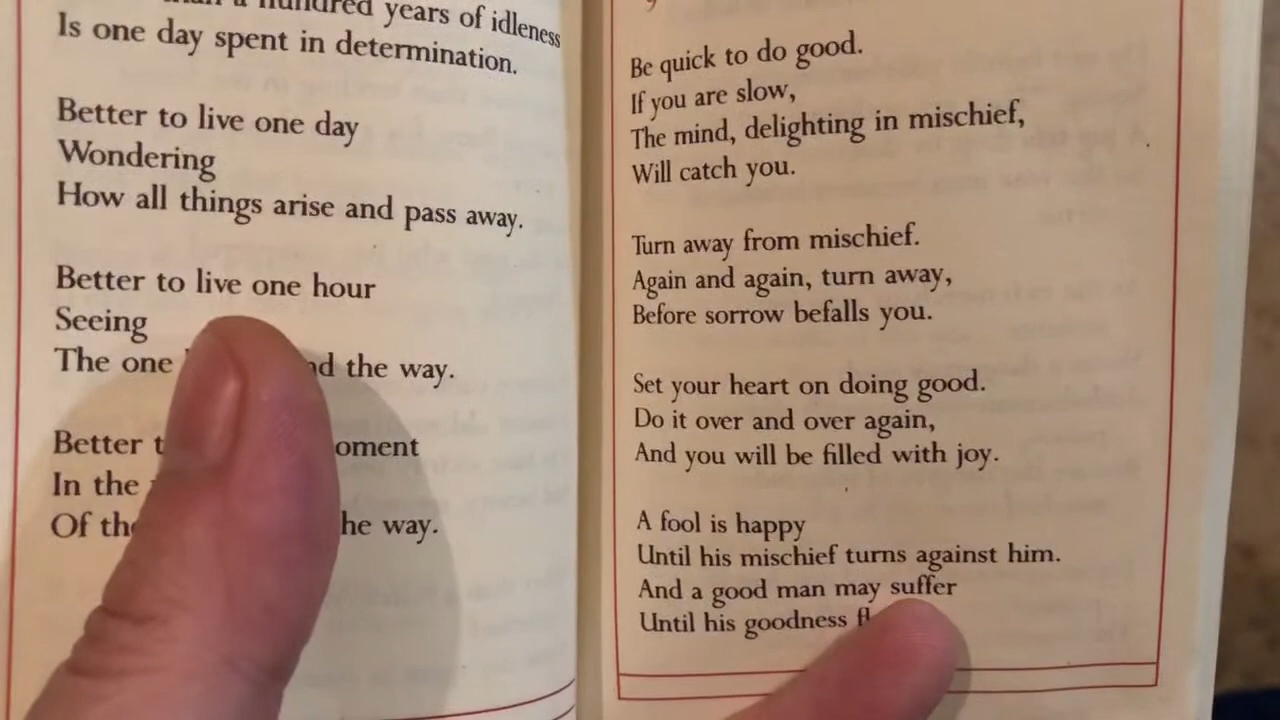 hundred years of idleness
Is one day spent in determination.
Better to live one day
Wondering
How all things arise and pass away.
Better to live one hour
Seeing
The one the way.
Better
In the
Of the way.
Be quick to do good.
If you are slow,
The mind, delighting in mischief,
Will catch you.
Turn away from mischief.
Again and again, turn away,
Before sorrow befalls you.
Set your heart on doing good.
Do it over and over again,
And you will be filled with joy.
A fool is happy
Until his mischief turns against him.
And a good man may suffer
Until his goodness